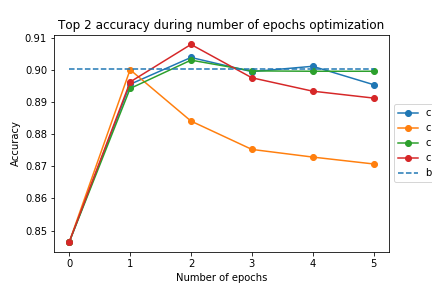 Top 2 accuracy during number of epochs optimization
0.91
0.90
0.89
0.88
0.87
0.86
0.85
Accuracy
0
1
2
3
4
5
Number of epochs
c
c
c
c
b